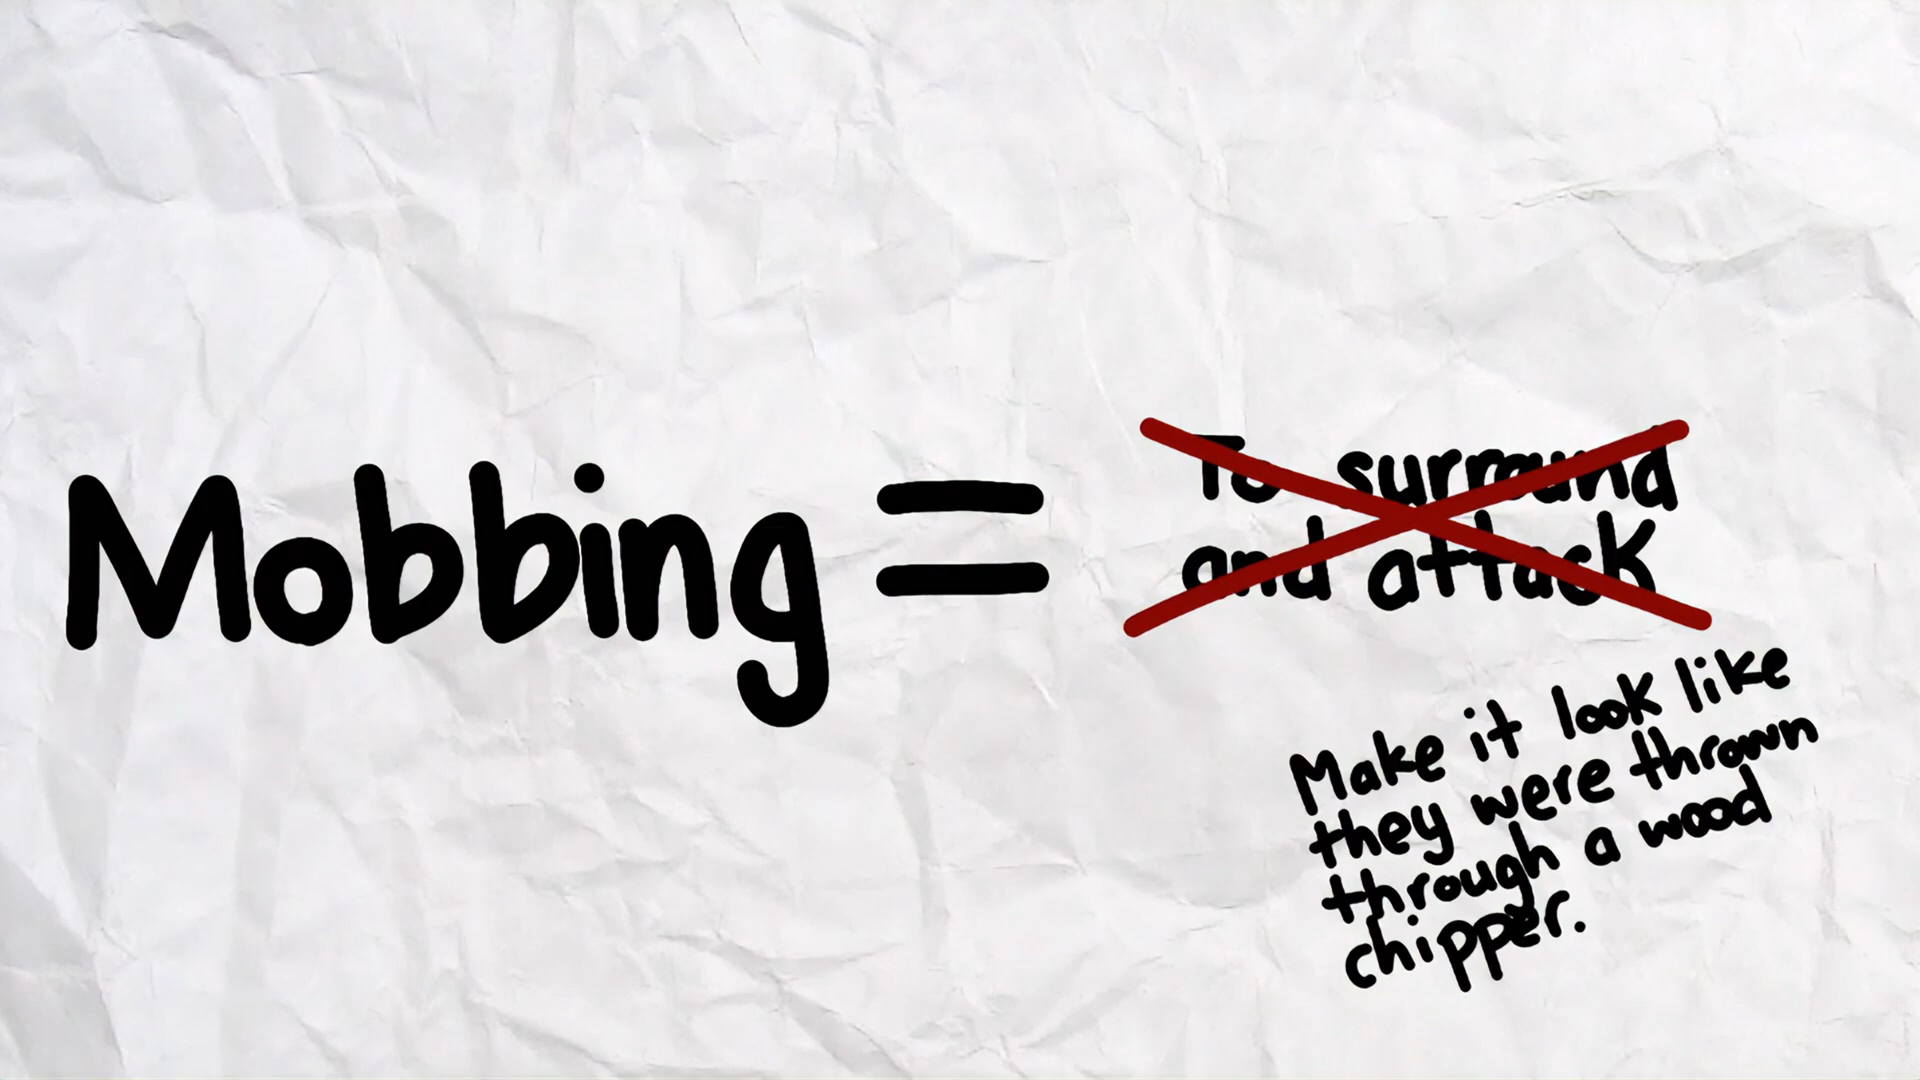 Mobbing =
To surround
and attack
Make it look like
they were thrown
through a wood
chipper.